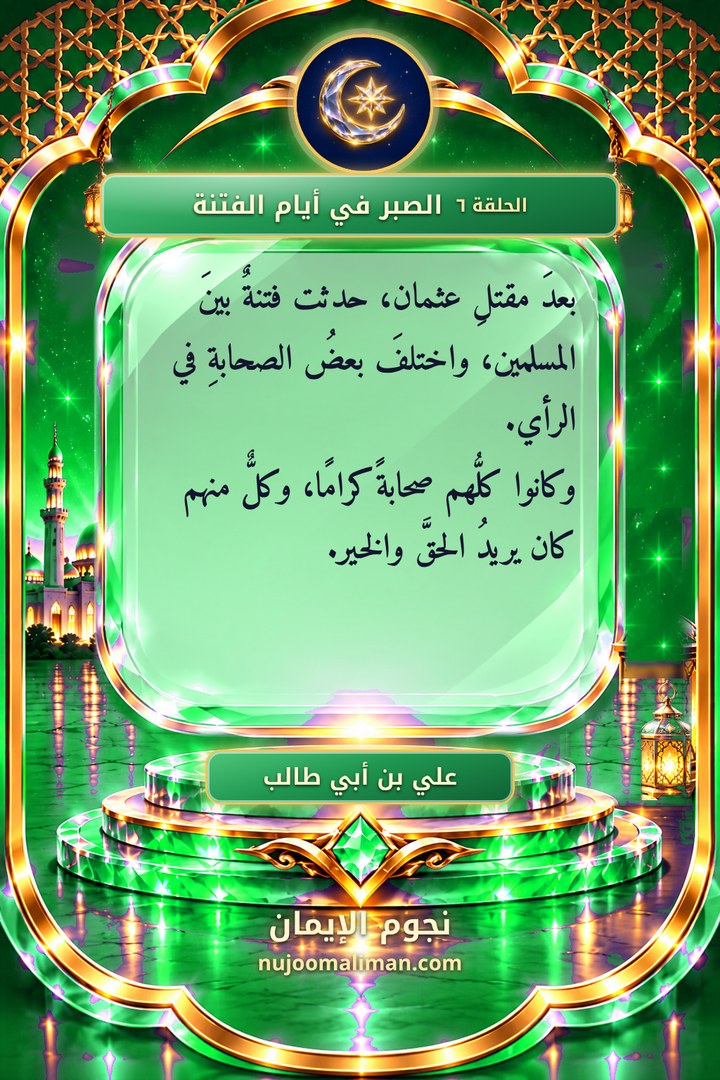 الحلقة ٦ الصبر في أيام الفتنة
بعدَ مقتلِ عثمان، حدثت فتنةٌ بينَ
المسلمين، واختلفَ بعضُ الصحابةِ في
الرأي.
وكانوا كلُّهم صحابةً كرامًا، وكلٌّ منهم
كان يريدُ الحقَّ والخير.
علي بن أبي طالب
نجوم الإيمان
nujoomaliman.com